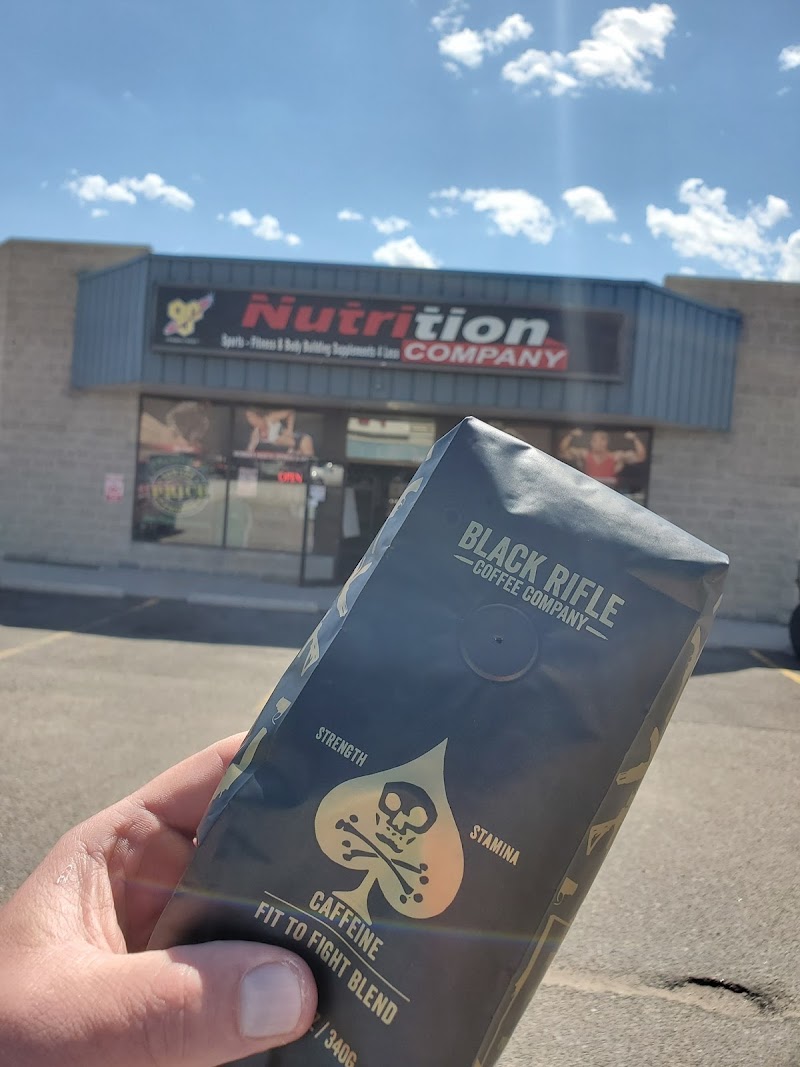 Nutrition
Sports - Fitness & Body Building Supplements 4 Less
COMPANY
OPEN
BLACK RIFLE
COFFEE COMPANY
STRENGTH
STAMINA
CAFFEINE
FIT TO FIGHT BLEND
/ 340G